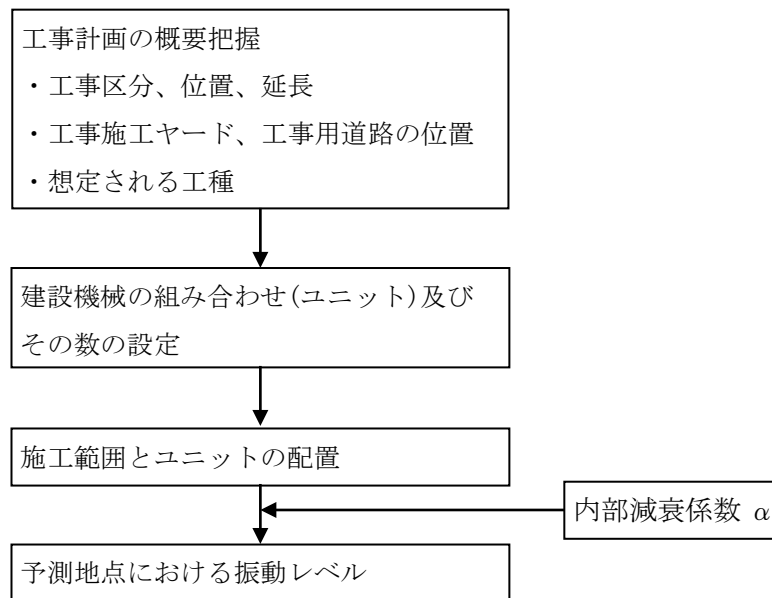 工事計画の概要把握
・工事区分、位置、延長
・工事施工ヤード、工事用道路の位置
・想定される工種
建設機械の組み合わせ(ユニット)及び
その数の設定
施工範囲とユニットの配置
内部減衰係数 α
予測地点における振動レベル